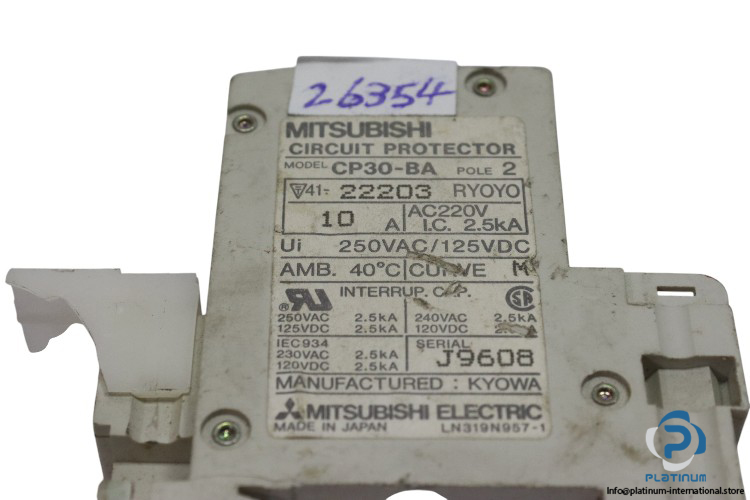 26354
MITSUBISHI
CIRCUIT PROTECTOR
MODEL CP30-BA POLE 2
41- 22203 RYOYO
10 A AC220V
I.C. 2.5kA
Ui 250VAC/125VDC
AMB. 40°C CURVE M
INTERRUP. CAP.
250VAC 2.5kA 240VAC 2.5kA
125VDC 2.5kA 120VDC
IEC934 SERIAL
230VAC 2.5kA J9608
120VDC 2.5kA
MANUFACTURED : KYOWA
MITSUBISHI ELECTRIC
MADE IN JAPAN LN319N957-1
PLATINUM
INTERNATIONAL
Info@platinum-international.store